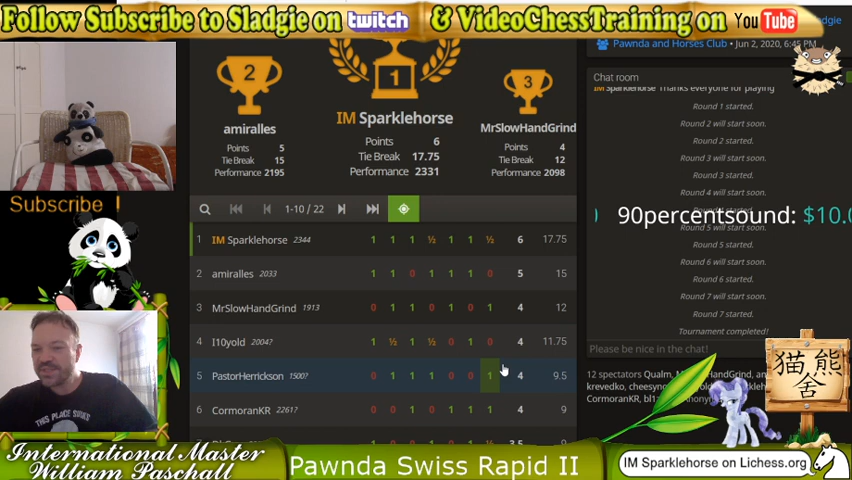 Follow Subscribe to Sladgie on twitch & VideoChessTraining on YouTube
Pawnda and Horses Club • Jun 2, 2020, 6:45 PM
2
1
3
amiralles
Points 5
Tie Break 15
Performance 2195
IM Sparklehorse
Points 6
Tie Break 17.75
Performance 2331
MrSlowHandGrind
Points 4
Tie Break 12
Performance 2098
Subscribe !
1-10 / 22
1 IM Sparklehorse 2344 1 1 1 ½ 1 1 ½ 6 17.75
2 amiralles 2033 1 1 0 1 1 1 0 5 15
3 MrSlowHandGrind 1913 0 1 1 0 1 0 1 4 12
4 I10yold 2004? 1 ½ 1 ½ 0 1 0 4 11.75
5 PastorHerrickson 1500? 0 1 1 1 0 0 1 4 9.5
6 CormoranKR 2261? 0 0 1 0 1 1 1 4 9
Chat room
IM Sparklehorse Thanks everyone for playing
Round 1 started.
Round 2 will start soon.
Round 2 started.
Round 3 will start soon.
Round 3 started.
Round 4 will start soon.
90percentsound: $10.0
Round 5 started.
Round 6 will start soon.
Round 6 started.
Round 7 will start soon.
Round 7 started.
Tournament completed!
Please be nice in the chat!
12 spectators Qualm,
krevedko,
CormoranKR,
熊猫舍
THIS PLACE SUCKS
International Master
William Paschall
Pawnda Swiss Rapid II
IM Sparklehorse on Lichess.org